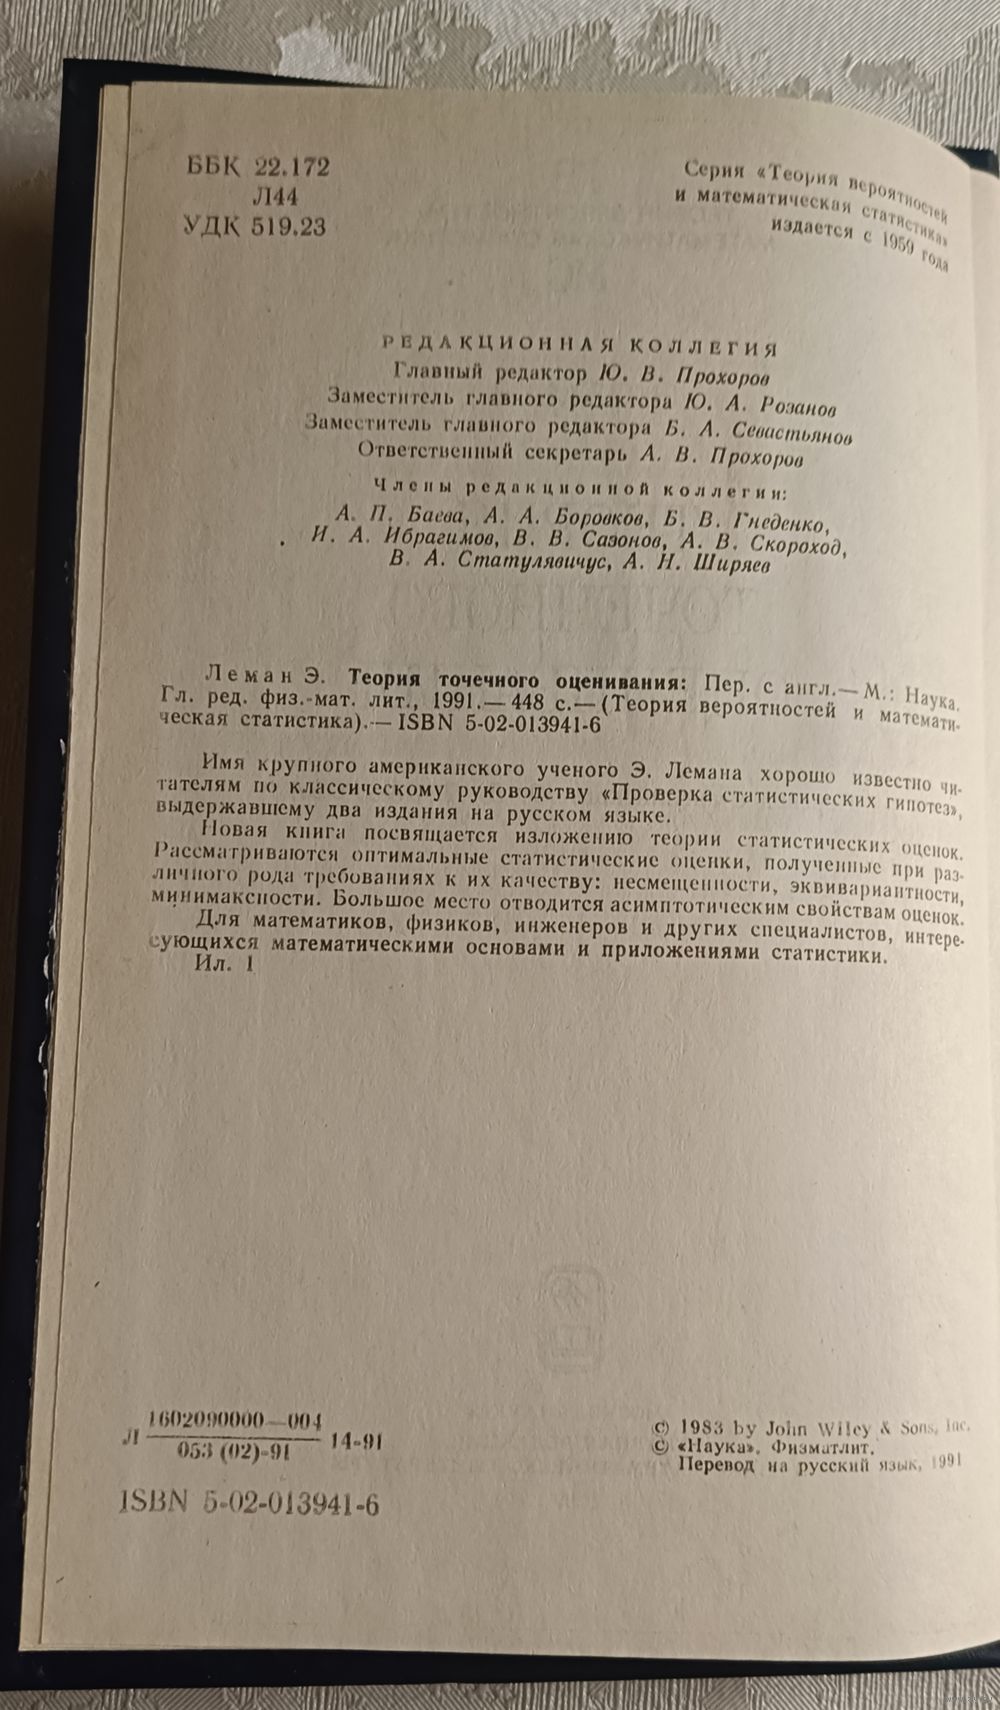 ББК 22.172
Л44
УДК 519.23
Серия «Теория вероятностей
и математическая статистика»
издается с 1959 года
РЕДАКЦИОННАЯ КОЛЛЕГИЯ
Главный редактор Ю. В. Прохоров
Заместитель главного редактора Ю. А. Розанов
Заместитель главного редактора Б. А. Севастьянов
Ответственный секретарь А. В. Прохоров
Члены редакционной коллегии:
А. П. Баева, А. А. Боровков, Б. В. Гнеденко,
И. А. Ибрагимов, В. В. Сазонов, А. В. Скороход,
В. А. Статулявичус, А. Н. Ширяев
Леман Э. Теория точечного оценивания: Пер. с англ.— М.: Наука.
Гл. ред. физ.-мат. лит., 1991.— 448 с.— (Теория вероятностей и математи-
ческая статистика).— ISBN 5-02-013941-6
Имя крупного американского ученого Э. Лемана хорошо известно чи-
тателям по классическому руководству «Проверка статистических гипотез»,
выдержавшему два издания на русском языке.
Новая книга посвящается изложению теории статистических оценок.
Рассматриваются оптимальные статистические оценки, полученные при раз-
личного рода требованиях к их качеству: несмещенности, эквивариантности,
минимаксности. Большое место отводится асимптотическим свойствам оценок.
Для математиков, физиков, инженеров и других специалистов, интере-
сующихся математическими основами и приложениями статистики.
Ил. 1
Л 1602090000—004
053 (02)-91 14-91
ISBN 5-02-013941-6
© 1983 by John Wiley & Sons, Inc.
© «Наука». Физматлит.
Перевод на русский язык, 1991